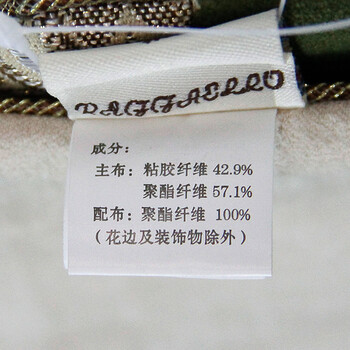 RAGGAELLO
成分：
主布：粘胶纤维 42.9%
聚酯纤维 57.1%
配布：聚酯纤维 100%
（花边及装饰物除外）